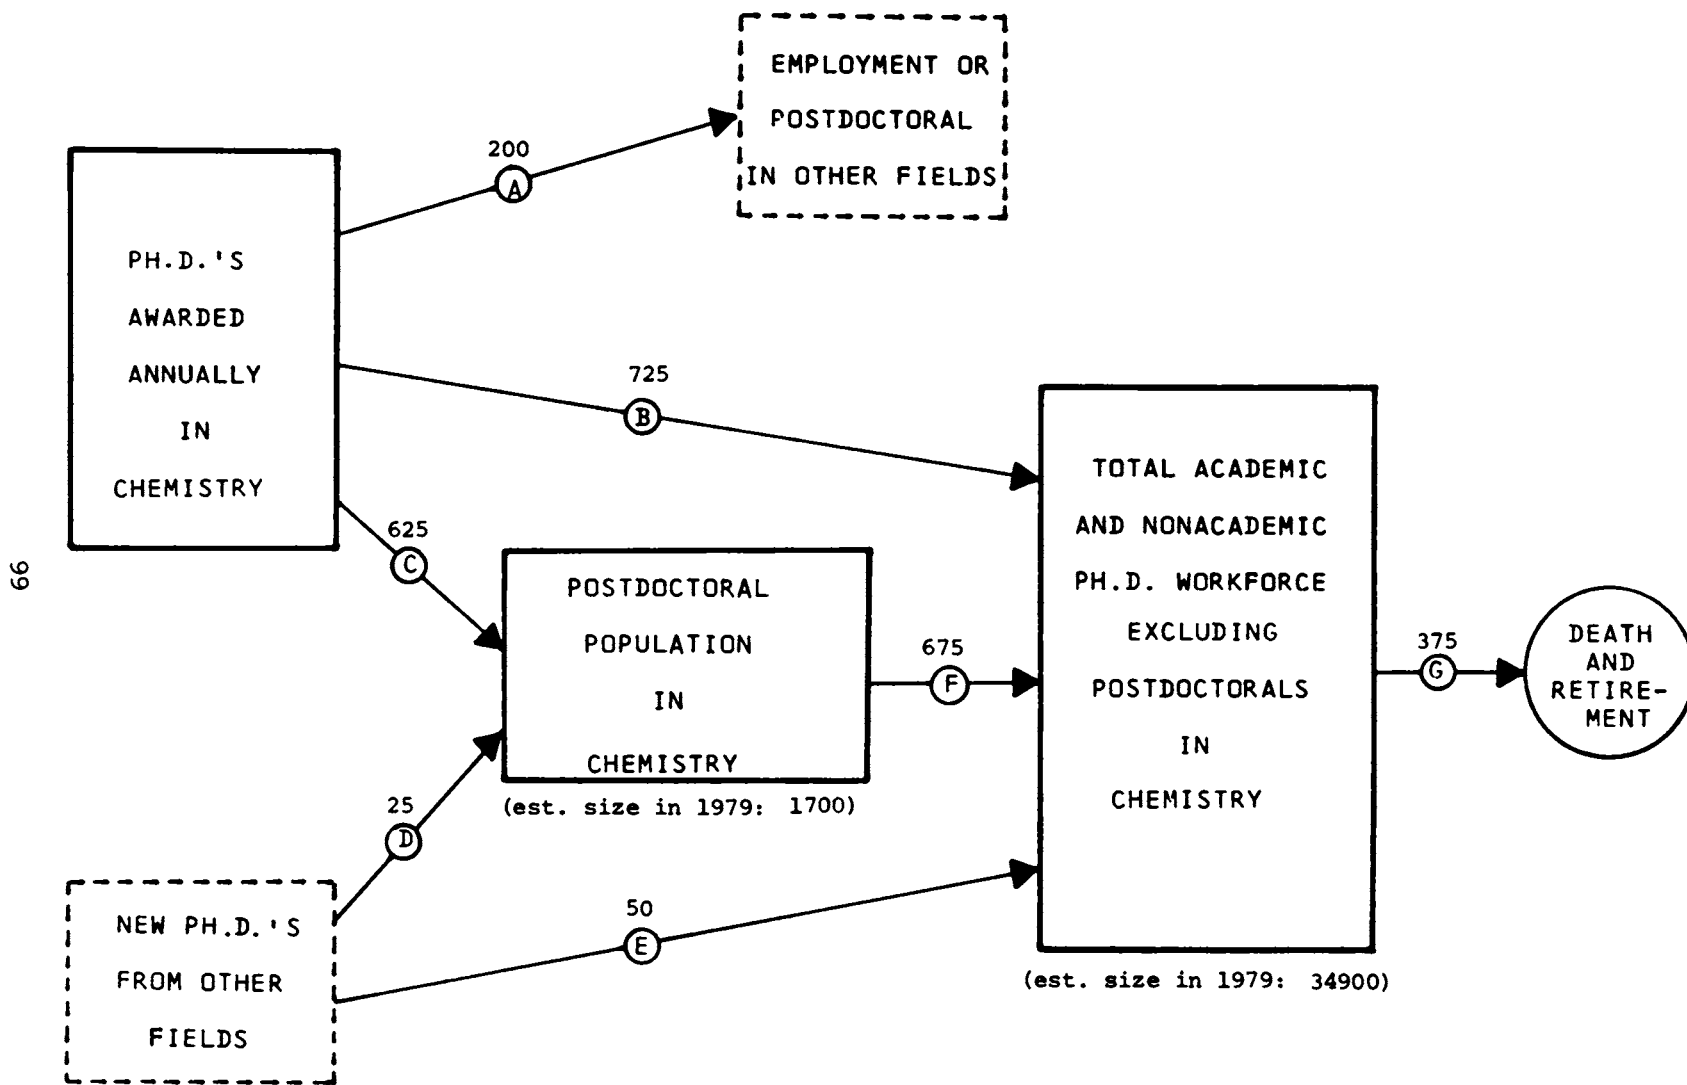 EMPLOYMENT OR
POSTDOCTORAL
IN OTHER FIELDS
200
A
PH.D.'S
AWARDED
ANNUALLY
IN
CHEMISTRY
725
B
625
C
TOTAL ACADEMIC
AND NONACADEMIC
PH.D. WORKFORCE
EXCLUDING
POSTDOCTORALS
IN
CHEMISTRY
(est. size in 1979: 34900)
66
POSTDOCTORAL
POPULATION
IN
CHEMISTRY
(est. size in 1979: 1700)
675
F
375
G
DEATH
AND
RETIRE-
MENT
25
D
50
E
NEW PH.D.'S
FROM OTHER
FIELDS